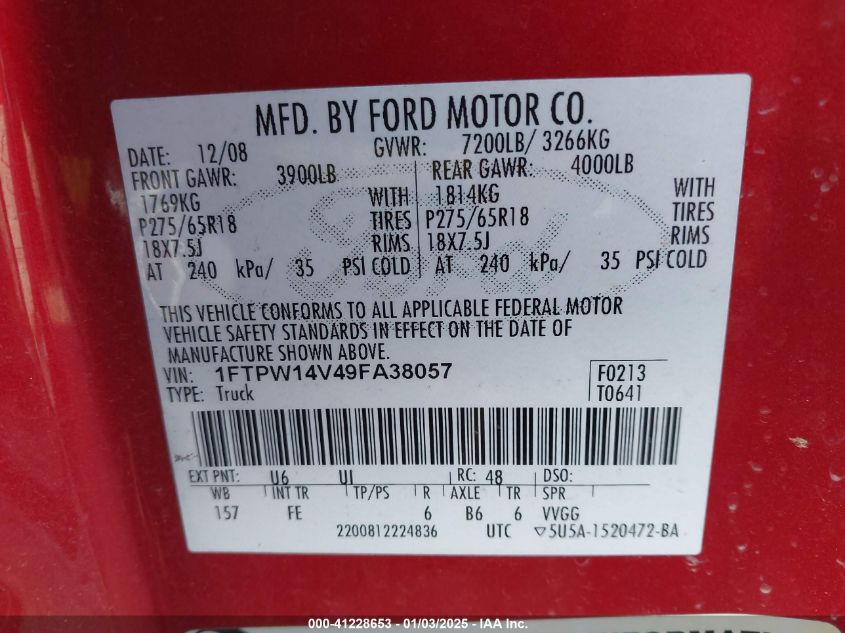 MFD. BY FORD MOTOR CO.
DATE: 12/08 GVWR: 7200LB/ 3266KG
FRONT GAWR: 3900LB REAR GAWR: 4000LB
1769KG WITH 1814KG WITH
P275/65R18 TIRES P275/65R18 TIRES
18X7.5J RIMS 18X7.5J RIMS
AT 240 kPa/ 35 PSI COLD AT 240 kPa/ 35 PSI COLD
THIS VEHICLE CONFORMS TO ALL APPLICABLE FEDERAL MOTOR
VEHICLE SAFETY STANDARDS IN EFFECT ON THE DATE OF
MANUFACTURE SHOWN ABOVE.
VIN: 1FTPW14V49FA38057 F0213
TYPE: Truck T0641
EXT PNT: U6 UI RC: 48 DSO:
WB INT TR TP/PS R AXLE TR SPR
157 FE 6 B6 6 VVGG
2200812224836 UTC ▽5U5A-1520472-BA
000-41228653 - 01/03/2025 - IAA Inc.